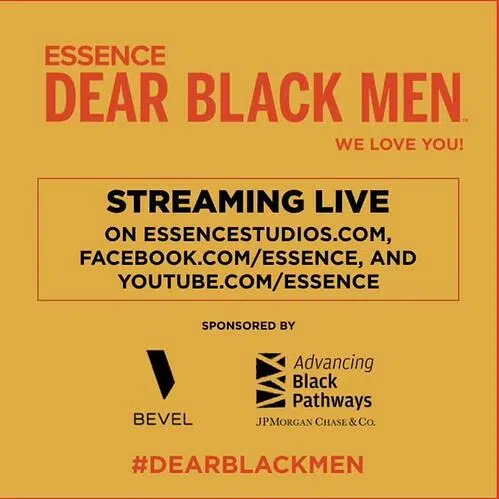 ESSENCE
DEAR BLACK MEN™
WE LOVE YOU!
STREAMING LIVE
ON ESSENCESTUDIOS.COM,
FACEBOOK.COM/ESSENCE, AND
YOUTUBE.COM/ESSENCE
SPONSORED BY
BEVEL
Advancing
Black
Pathways
JPMORGAN CHASE & CO.
#DEARBLACKMEN